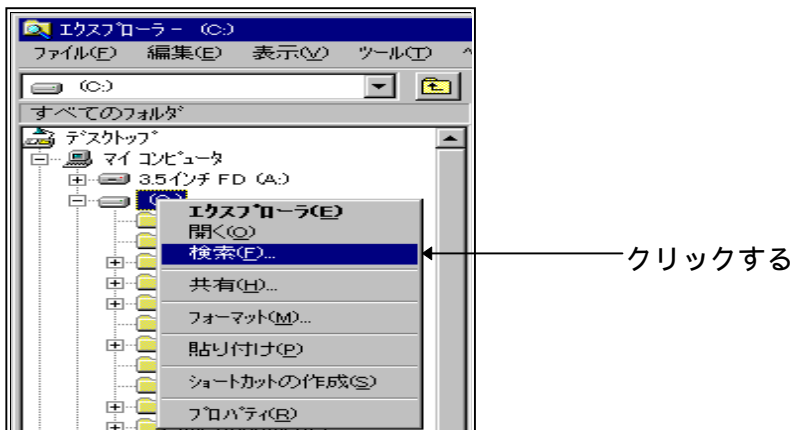 エクスプローラ - (C:)
ファイル(F) 編集(E) 表示(V) ツール(T)
(C:)
すべてのフォルダ
デスクトップ
マイ コンピュータ
3.5インチ FD (A:)
エクスプローラ(E)
開く(O)
検索(F)...
クリックする
共有(H)...
フォーマット(M)...
貼り付け(P)
ショートカットの作成(S)
プロパティ(R)